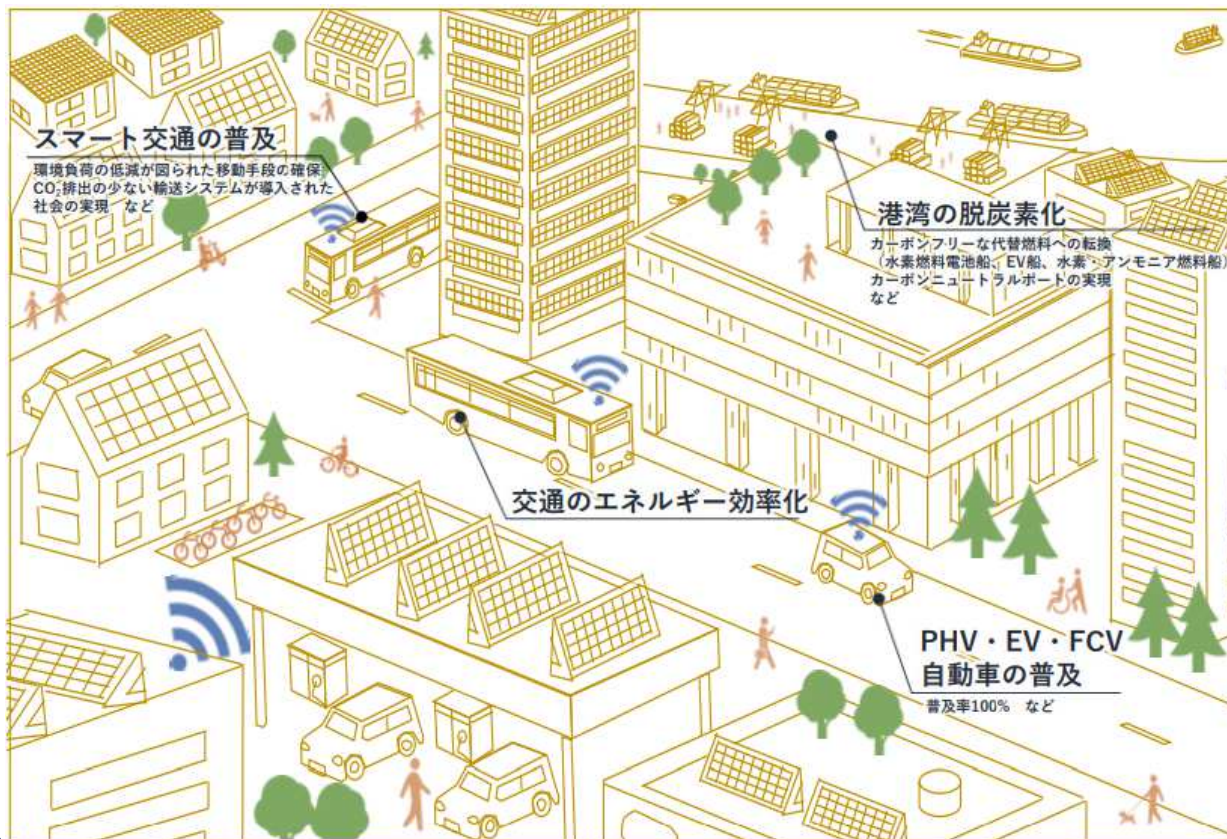 スマート交通の普及
環境負荷の低減が図られた移動手段の確保
CO₂排出の少ない輸送システムが導入された
社会の実現 など
港湾の脱炭素化
カーボンフリーな代替燃料への転換
（水素燃料電池船、EV船、水素・アンモニア燃料船）
カーボンニュートラルポートの実現
など
交通のエネルギー効率化
PHV・EV・FCV
自動車の普及
普及率100% など